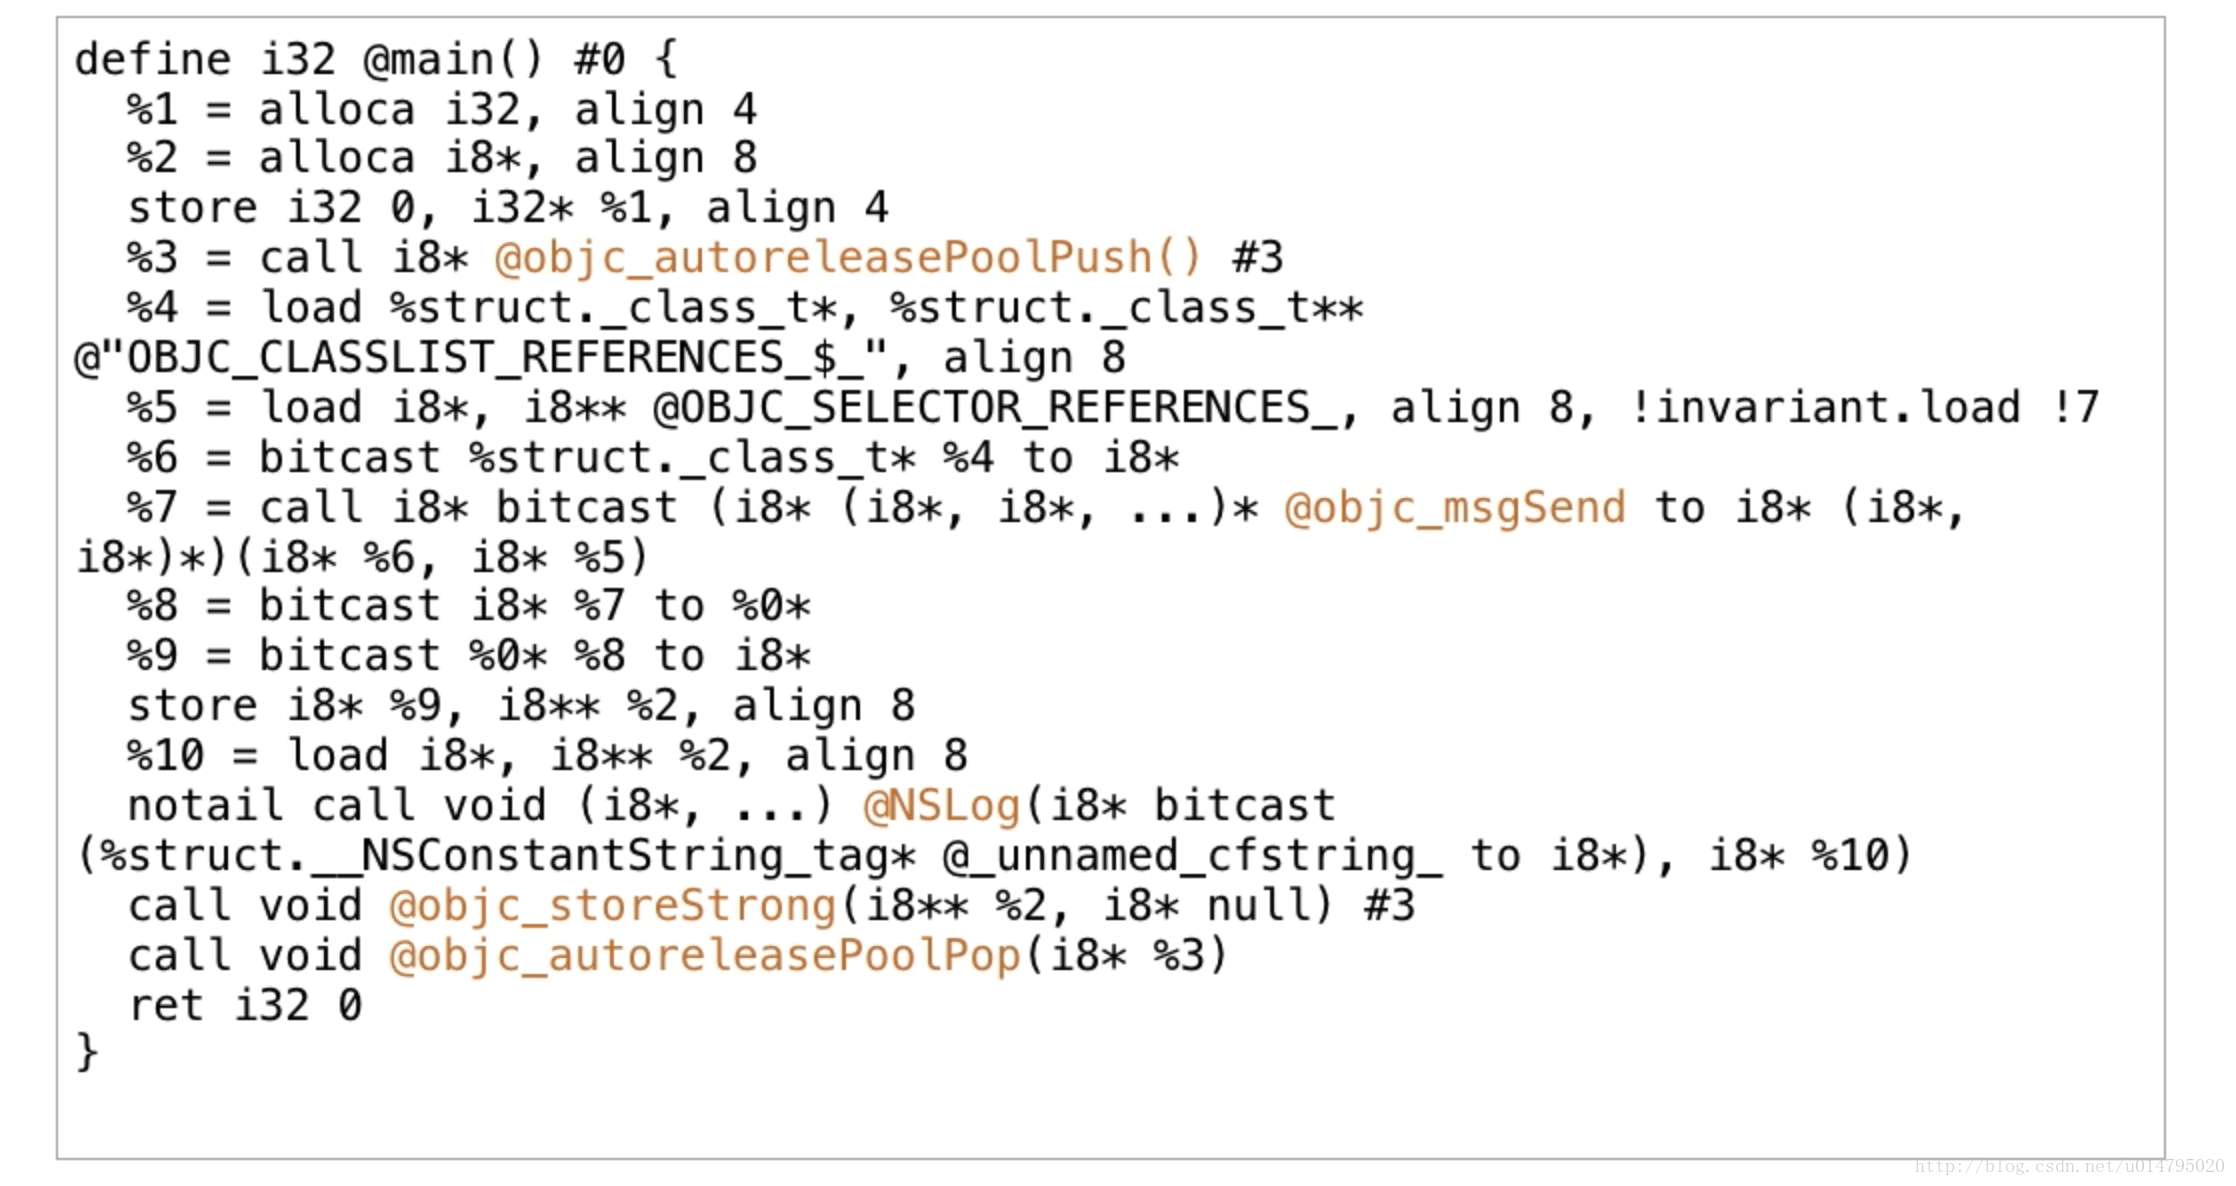 define i32 @main() #0 {
  %1 = alloca i32, align 4
  %2 = alloca i8*, align 8
  store i32 0, i32* %1, align 4
  %3 = call i8* @objc_autoreleasePoolPush() #3
  %4 = load %struct._class_t*, %struct._class_t**
@"OBJC_CLASSLIST_REFERENCES_$_", align 8
  %5 = load i8*, i8** @OBJC_SELECTOR_REFERENCES_, align 8, !invariant.load !7
  %6 = bitcast %struct._class_t* %4 to i8*
  %7 = call i8* bitcast (i8* (i8*, i8*, ...)* @objc_msgSend to i8* (i8*,
i8*)*)(i8* %6, i8* %5)
  %8 = bitcast i8* %7 to %0*
  %9 = bitcast %0* %8 to i8*
  store i8* %9, i8** %2, align 8
  %10 = load i8*, i8** %2, align 8
  notail call void (i8*, ...) @NSLog(i8* bitcast
(%struct.__NSConstantString_tag* @_unnamed_cfstring_ to i8*), i8* %10)
  call void @objc_storeStrong(i8** %2, i8* null) #3
  call void @objc_autoreleasePoolPop(i8* %3)
  ret i32 0
}
http://blog.csdn.net/u014795020